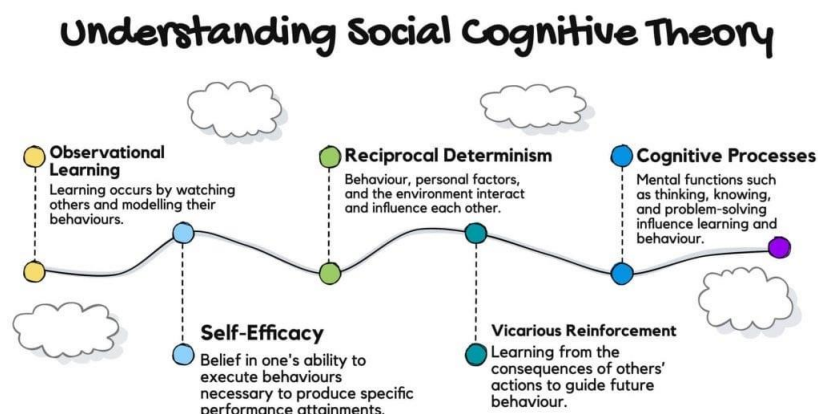 Understanding Social Cognitive Theory
Observational
Learning
Learning occurs by watching
others and modelling their
behaviours.
Reciprocal Determinism
Behaviour, personal factors,
and the environment interact
and influence each other.
Cognitive Processes
Mental functions such
as thinking, knowing,
and problem-solving
influence learning and
behaviour.
Self-Efficacy
Belief in one's ability to
execute behaviours
necessary to produce specific
performance attainments.
Vicarious Reinforcement
Learning from the
consequences of others'
actions to guide future
behaviour.